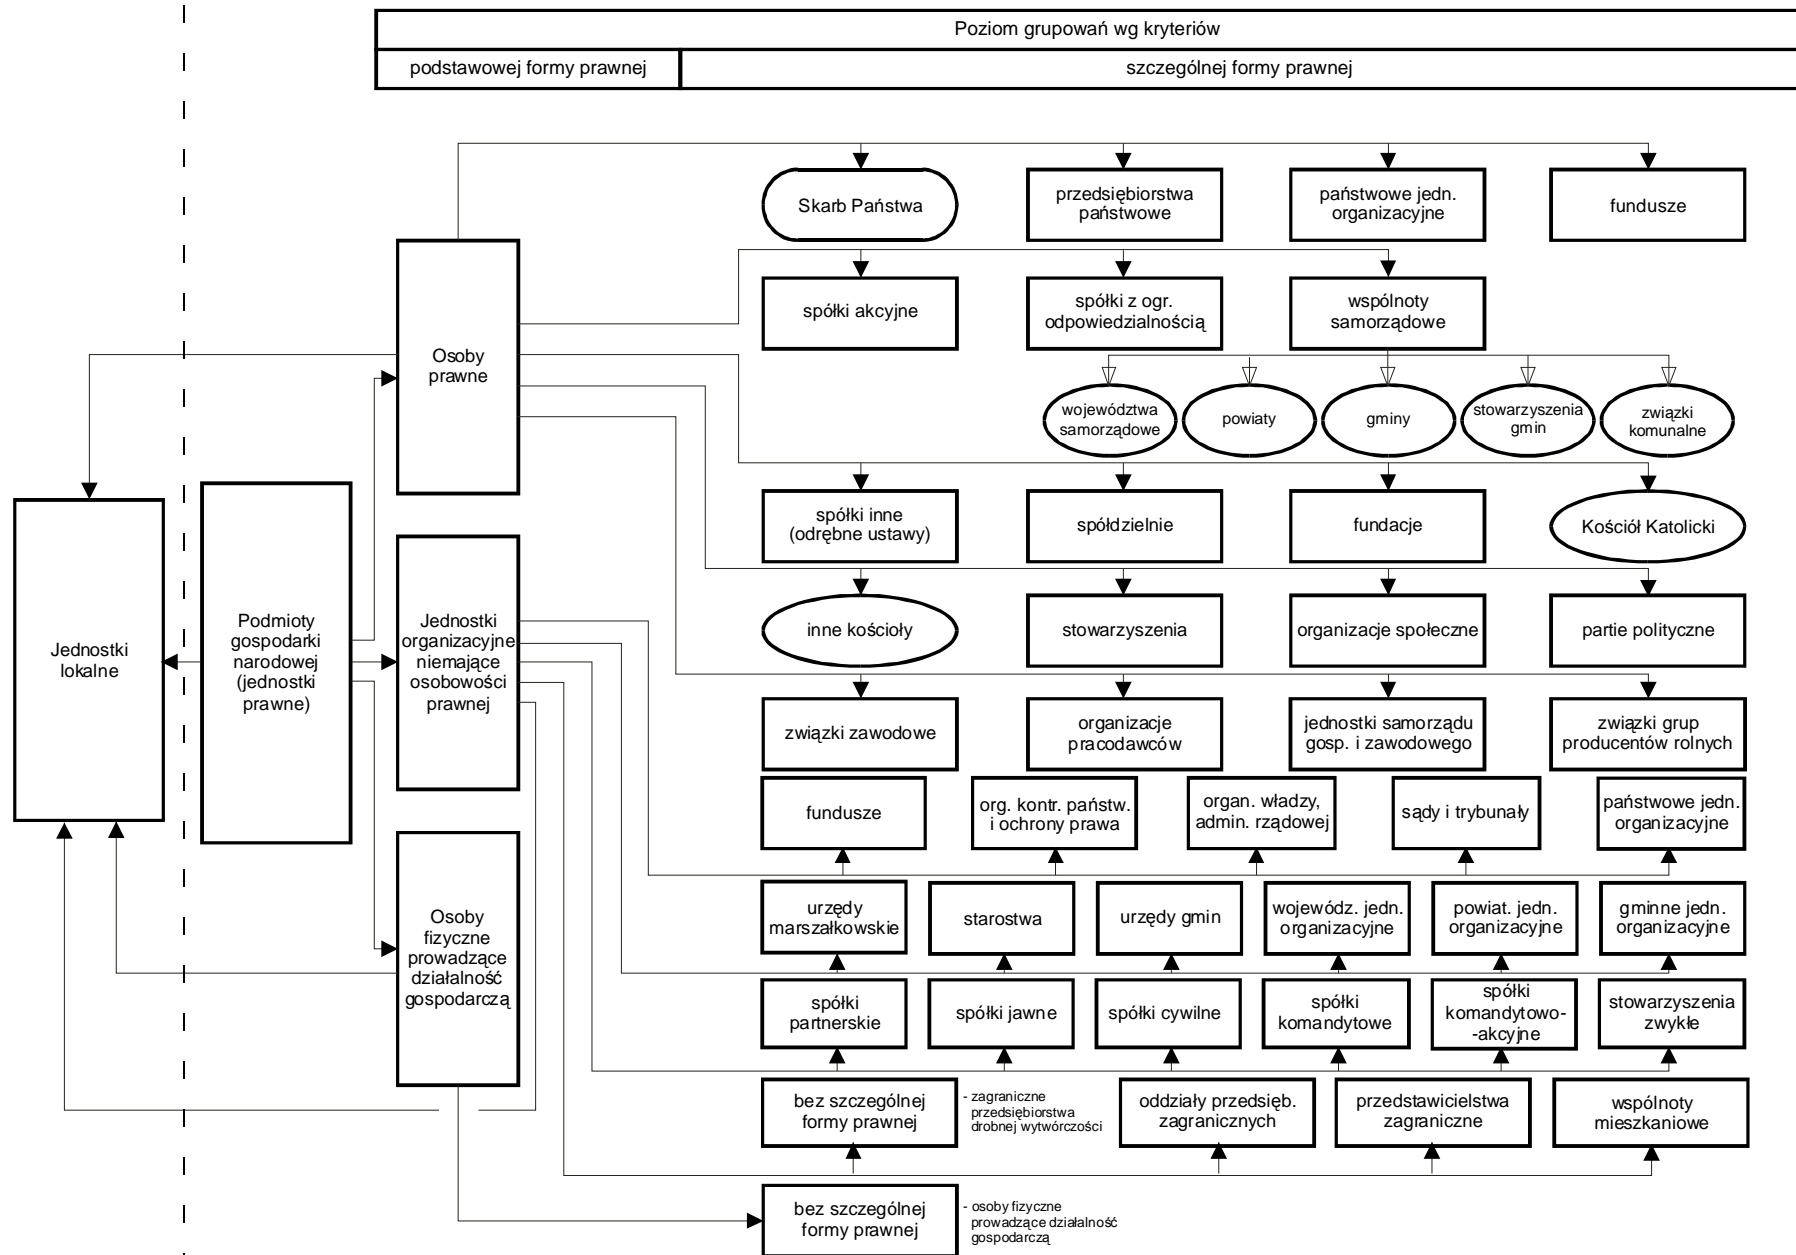 Poziom grupowań wg kryteriów
podstawowej formy prawnej
szczególnej formy prawnej
Skarb Państwa
przedsiębiorstwa
państwowe
państwowe jedn.
organizacyjne
fundusze
spółki akcyjne
spółki z ogr.
odpowiedzialnością
wspólnoty
samorządowe
Osoby
prawne
województwa
samorządowe
powiaty
gminy
stowarzyszenia
gmin
związki
komunalne
spółki inne
(odrębne ustawy)
spółdzielnie
fundacje
Kościół Katolicki
Jednostki
lokalne
Podmioty
gospodarki
narodowej
(jednostki
prawne)
Jednostki
organizacyjne
niemające
osobowości
prawnej
inne kościoły
stowarzyszenia
organizacje społeczne
partie polityczne
związki zawodowe
organizacje
pracodawców
jednostki samorządu
gosp. i zawodowego
związki grup
producentów rolnych
fundusze
org. kontr. państw.
i ochrony prawa
organ. władzy,
admin. rządowej
sądy i trybunały
państwowe jedn.
organizacyjne
Osoby
fizyczne
prowadzące
działalność
gospodarczą
urzędy
marszałkowskie
starostwa
urzędy gmin
wojewódz. jedn.
organizacyjne
powiat. jedn.
organizacyjne
gminne jedn.
organizacyjne
spółki
partnerskie
spółki jawne
spółki cywilne
spółki
komandytowe
spółki
komandytowo-
-akcyjne
stowarzyszenia
zwykłe
bez szczególnej
formy prawnej
- zagraniczne
przedsiębiorstwa
drobnej wytwórczości
oddziały przedsięb.
zagranicznych
przedstawicielstwa
zagraniczne
wspólnoty
mieszkaniowe
bez szczególnej
formy prawnej
- osoby fizyczne
prowadzące działalność
gospodarczą